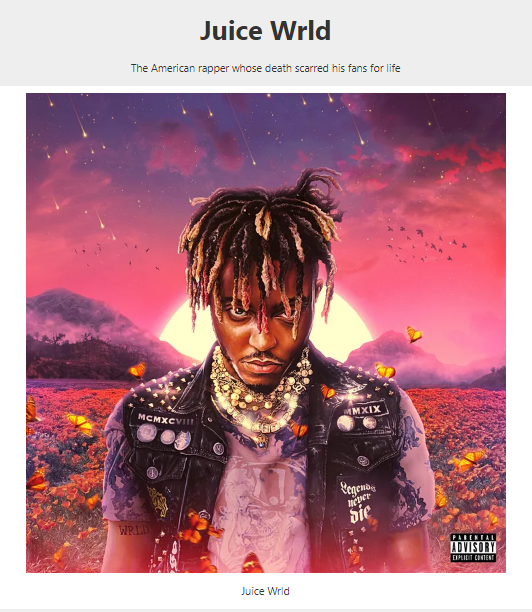 Juice Wrld
The American rapper whose death scarred his fans for life
MCMXCVIII
MMXIX
Legends
never
die
WRLD
PARENTAL
ADVISORY
EXPLICIT CONTENT
Juice Wrld